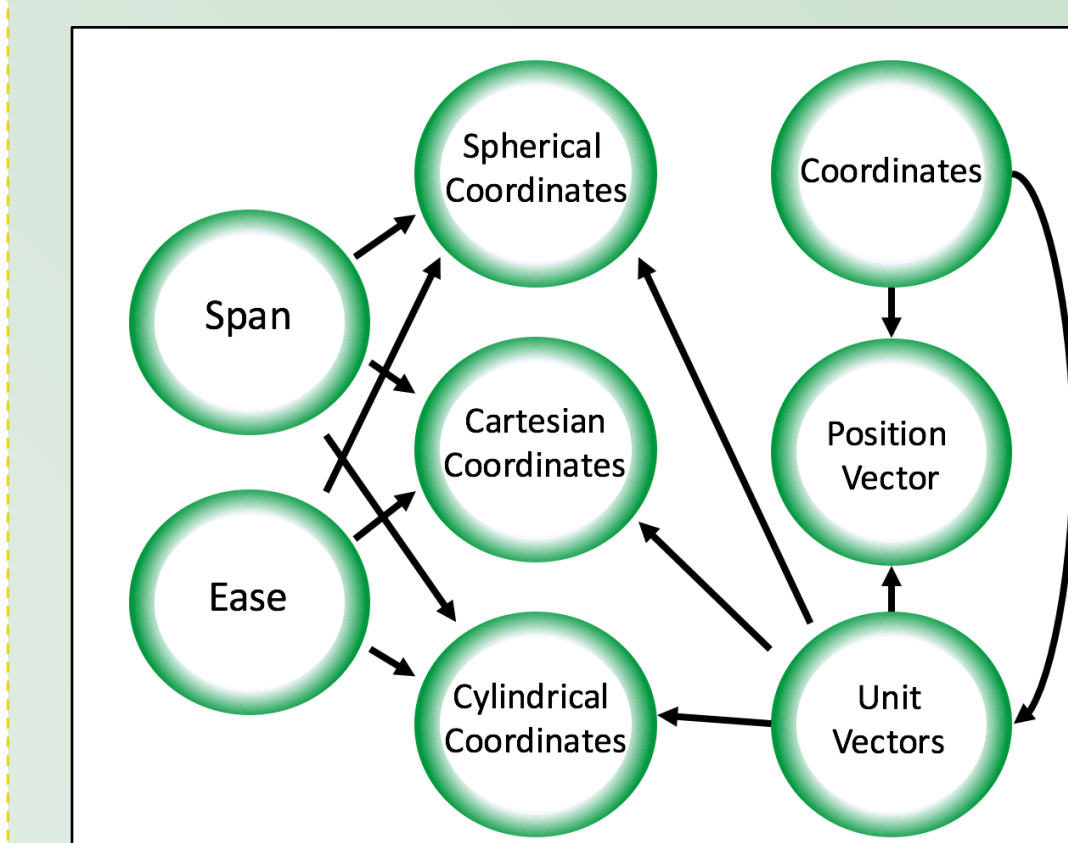 Spherical
Coordinates
Coordinates
Span
Cartesian
Coordinates
Position
Vector
Ease
Cylindrical
Coordinates
Unit
Vectors